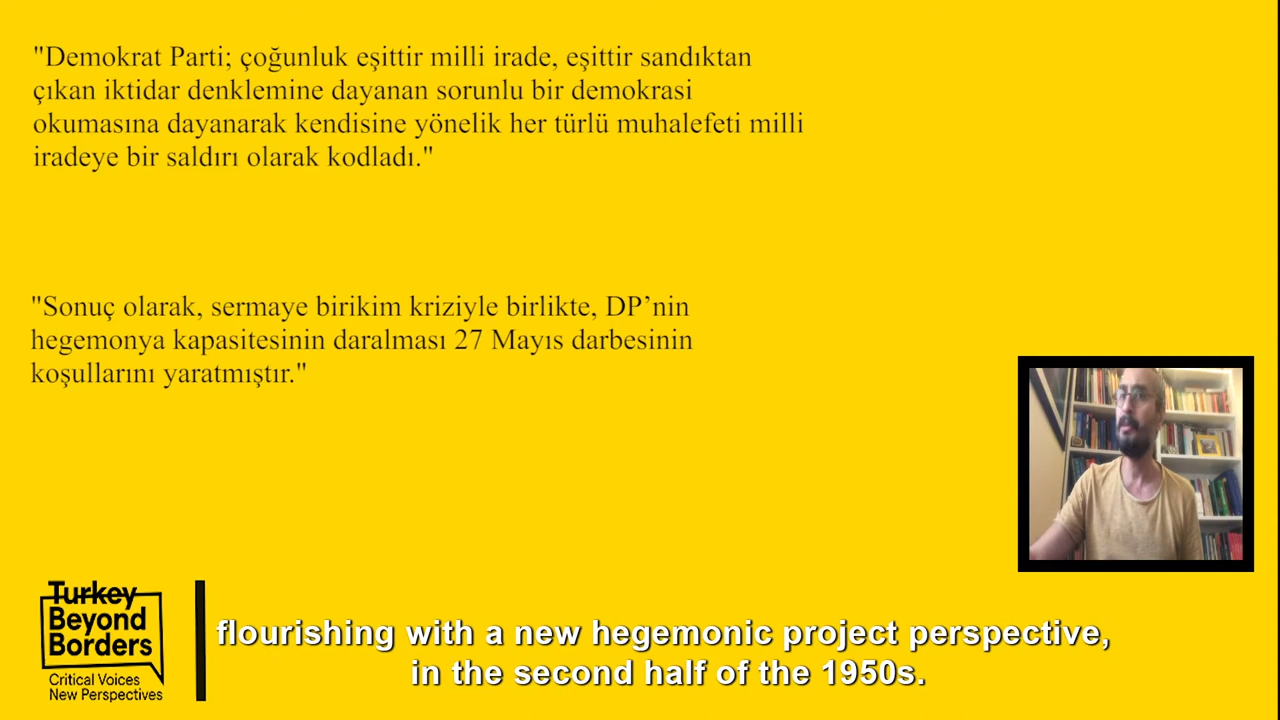 "Demokrat Parti; çoğunluk eşittir milli irade, eşittir sandıktan
çıkan iktidar denklemine dayanan sorunlu bir demokrasi
okumasına dayanarak kendisine yönelik her türlü muhalefeti milli
iradeye bir saldırı olarak kodladı."
"Sonuç olarak, sermaye birikim kriziyle birlikte, DP’nin
hegemonya kapasitesinin daralması 27 Mayıs darbesinin
koşullarını yaratmıştır."
Turkey
Beyond
Borders
Critical Voices
New Perspectives
flourishing with a new hegemonic project perspective,
in the second half of the 1950s.